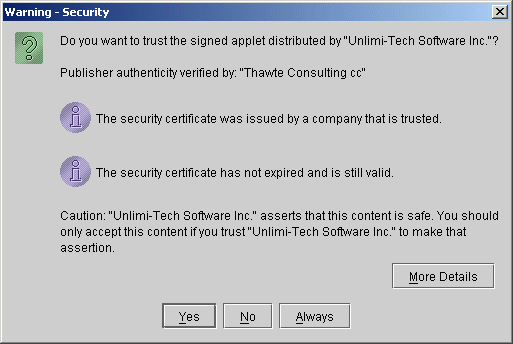 Warning - Security
Do you want to trust the signed applet distributed by "Unlimi-Tech Software Inc."?
Publisher authenticity verified by: "Thawte Consulting cc"
The security certificate was issued by a company that is trusted.
The security certificate has not expired and is still valid.
Caution: "Unlimi-Tech Software Inc." asserts that this content is safe. You should
only accept this content if you trust "Unlimi-Tech Software Inc." to make that
assertion.
More Details
Yes No Always